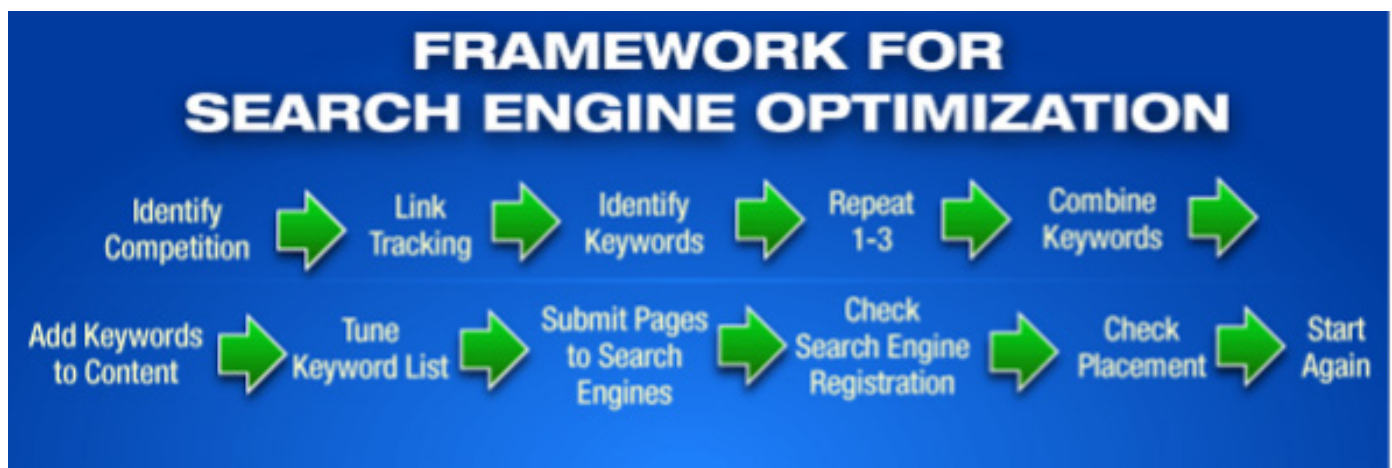 FRAMEWORK FOR
SEARCH ENGINE OPTIMIZATION
Identify
Competition
Link
Tracking
Identify
Keywords
Repeat
1-3
Combine
Keywords
Add Keywords
to Content
Tune
Keyword List
Submit Pages
to Search
Engines
Check
Search Engine
Registration
Check
Placement
Start
Again